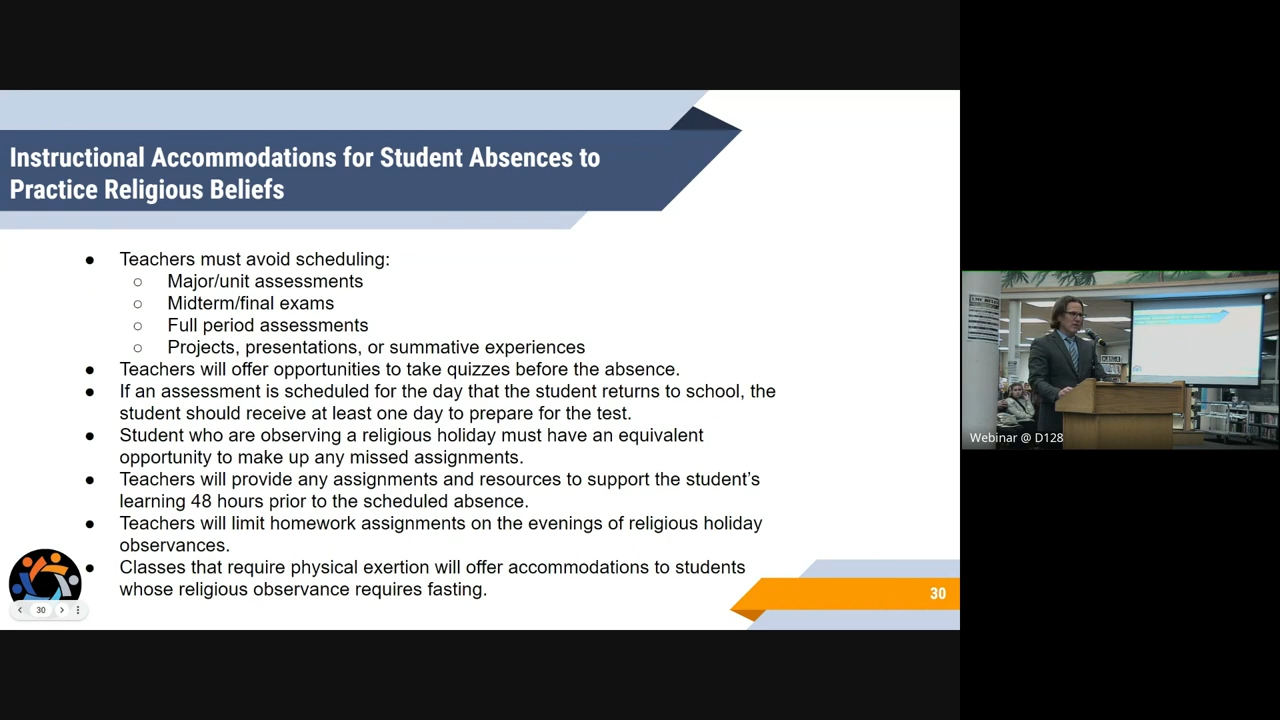 Instructional Accommodations for Student Absences to
Practice Religious Beliefs
● Teachers must avoid scheduling:
○ Major/unit assessments
○ Midterm/final exams
○ Full period assessments
○ Projects, presentations, or summative experiences
● Teachers will offer opportunities to take quizzes before the absence.
● If an assessment is scheduled for the day that the student returns to school, the
student should receive at least one day to prepare for the test.
● Student who are observing a religious holiday must have an equivalent
opportunity to make up any missed assignments.
● Teachers will provide any assignments and resources to support the student’s
learning 48 hours prior to the scheduled absence.
● Teachers will limit homework assignments on the evenings of religious holiday
observances.
● Classes that require physical exertion will offer accommodations to students
whose religious observance requires fasting.
30
30
Webinar @ D128